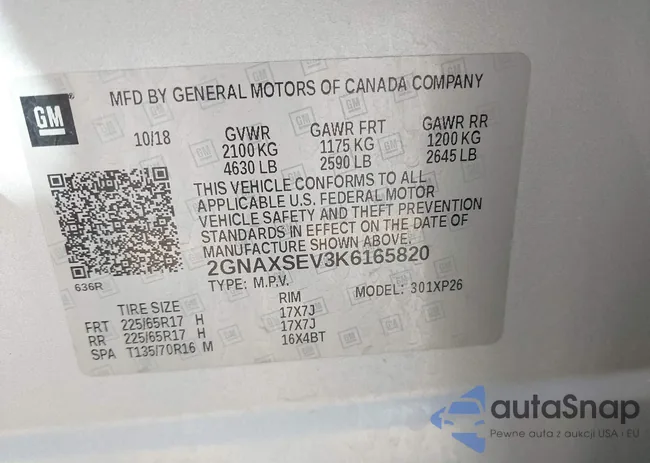 GM
MFD BY GENERAL MOTORS OF CANADA COMPANY
10/18 GVWR GAWR FRT GAWR RR
2100 KG 1175 KG 1200 KG
4630 LB 2590 LB 2645 LB
THIS VEHICLE CONFORMS TO ALL
APPLICABLE U.S. FEDERAL MOTOR
VEHICLE SAFETY AND THEFT PREVENTION
STANDARDS IN EFFECT ON THE DATE OF
MANUFACTURE SHOWN ABOVE.
2GNAXSEV3K6165820
636R
TYPE: M.P.V. MODEL: 301XP26
TIRE SIZE RIM
FRT 225/65R17 H 17X7J
RR 225/65R17 H 17X7J
SPA T135/70R16 M 16X4BT
autaSnap
Pewne auta z aukcji USA i EU